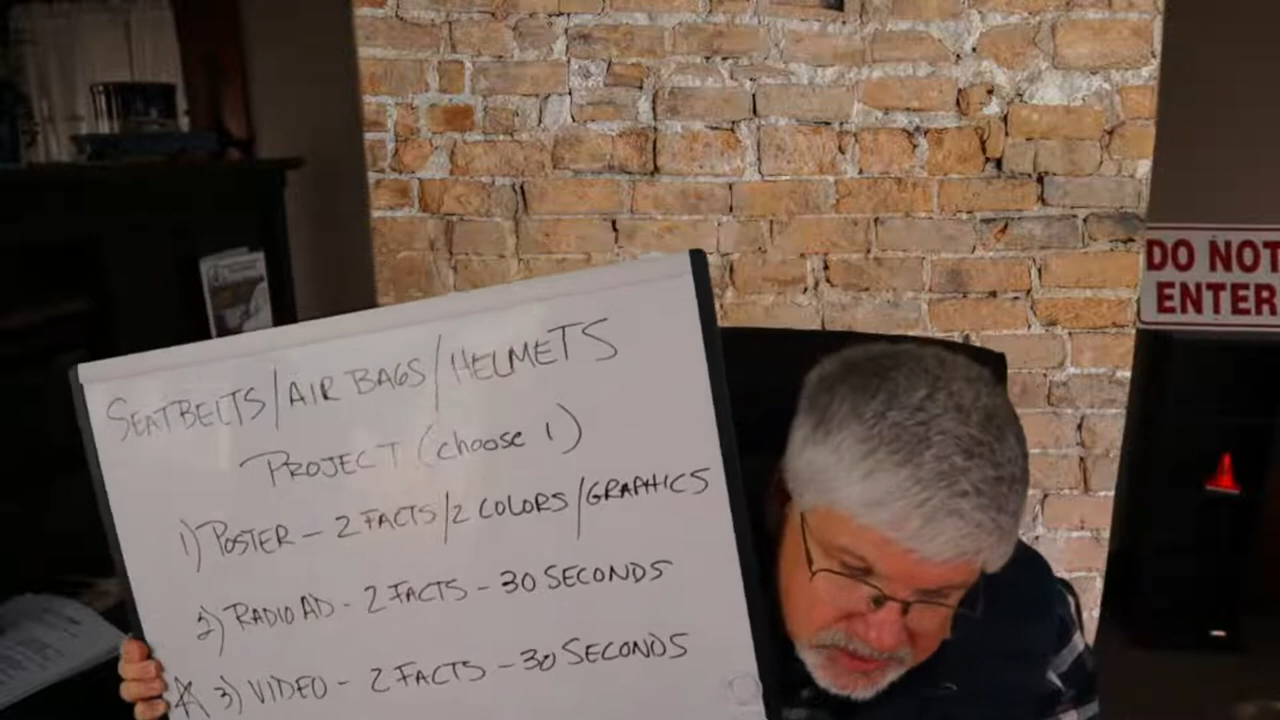 SEATBELTS/AIR BAGS/HELMETS
PROJECT (choose 1)
1) POSTER - 2 FACTS/2 COLORS/GRAPHICS
2) RADIO AD - 2 FACTS - 30 SECONDS
☆ 3) VIDEO - 2 FACTS - 30 SECONDS
DO NOT
ENTER